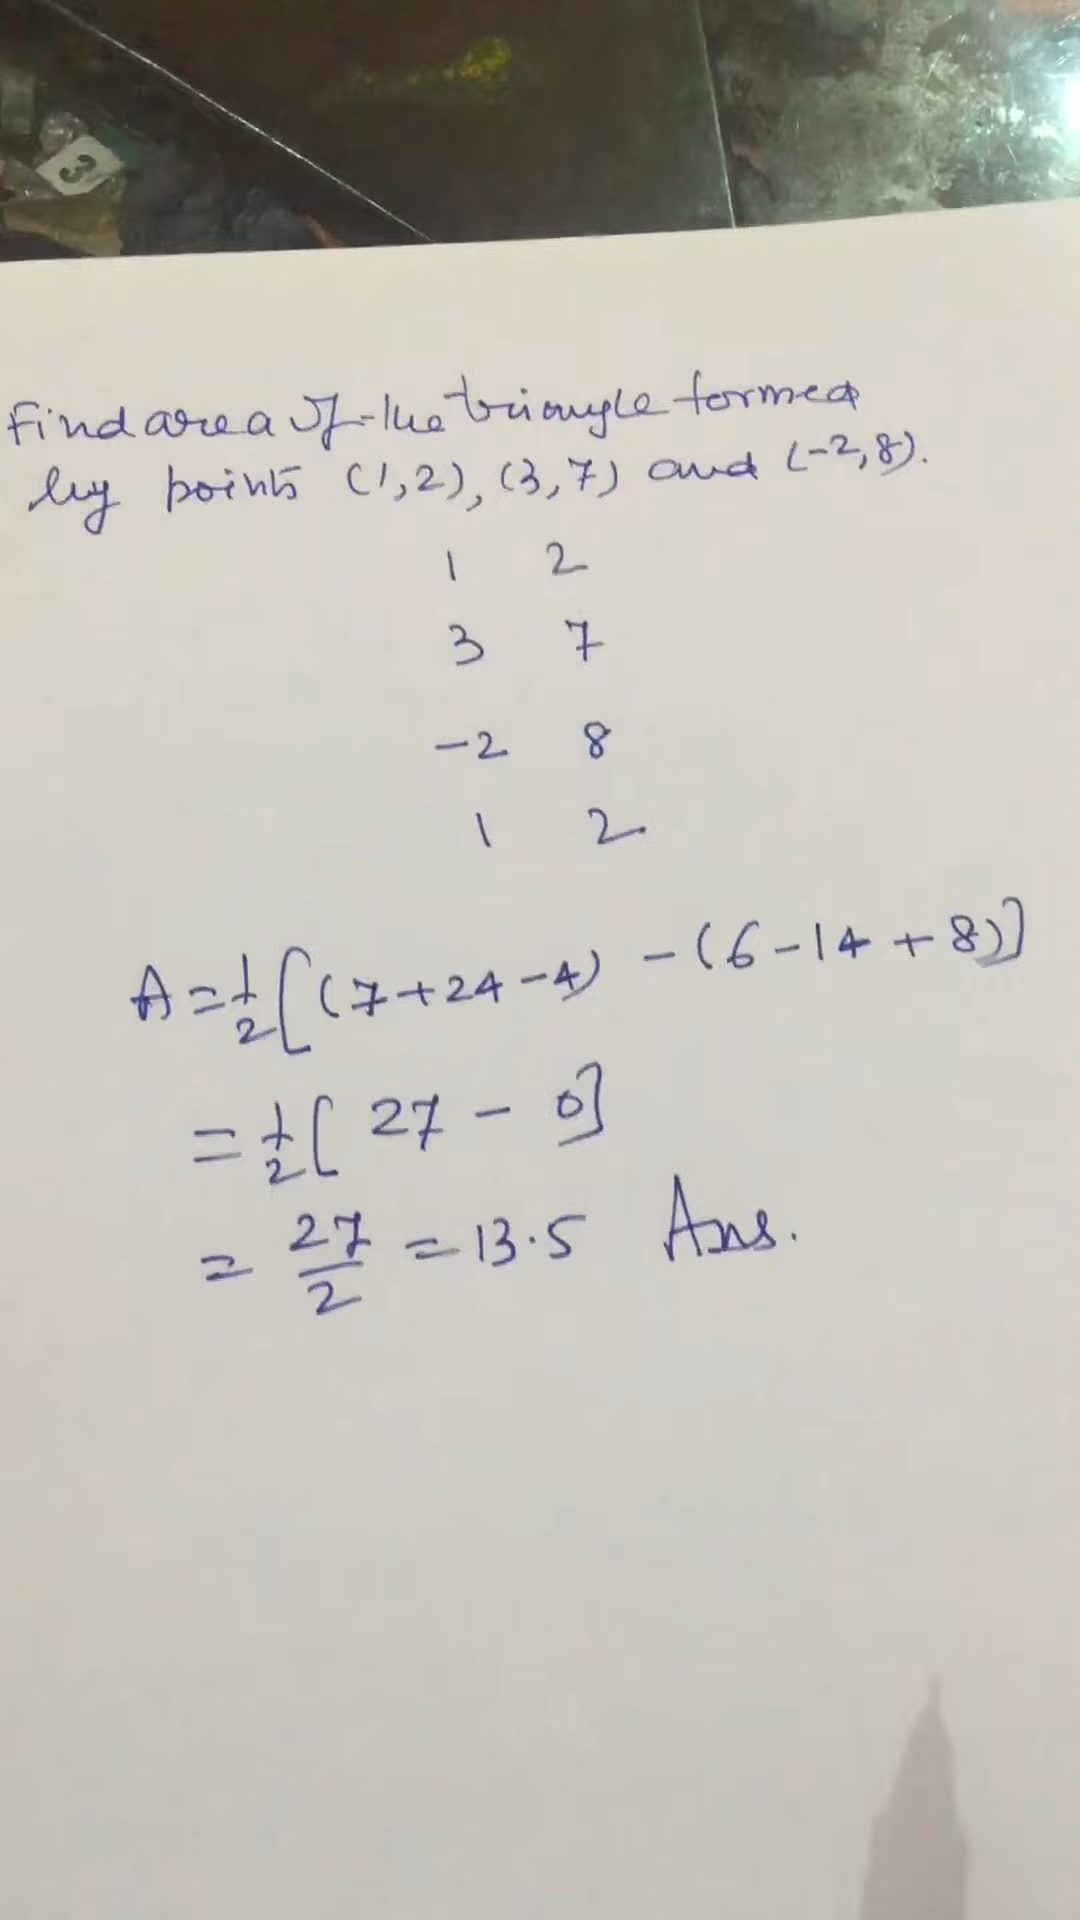 3
Find area of the triangle formed
by points (1,2), (3,7) and (-2,8).
1 2
3 7
-2 8
1 2
A = 1/2 [(7+24-4) - (6-14+8)]
= 1/2 [ 27 - 0]
= 27/2 = 13.5 Ans.